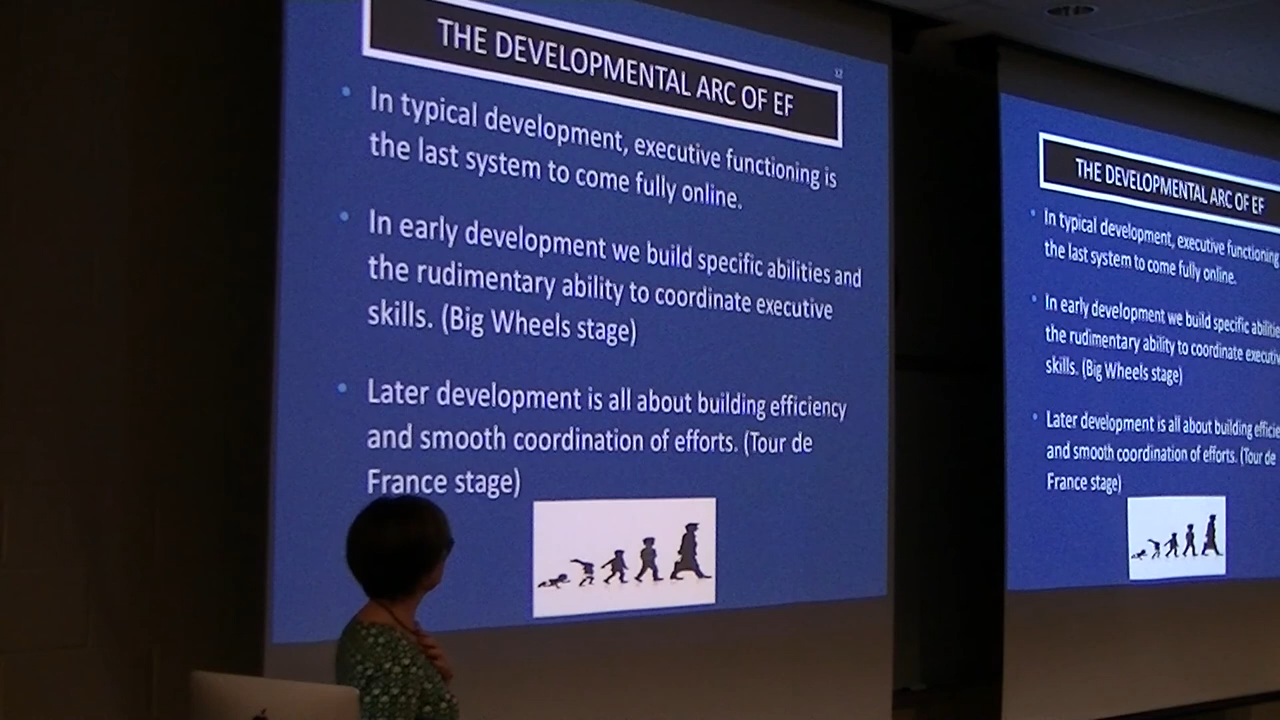 THE DEVELOPMENTAL ARC OF EF
12
In typical development, executive functioning is
the last system to come fully online.
In early development we build specific abilities and
the rudimentary ability to coordinate executive
skills. (Big Wheels stage)
Later development is all about building efficiency
and smooth coordination of efforts. (Tour de
France stage)
THE DEVELOPMENTAL ARC OF EF
In typical development, executive functioning
the last system to come fully online.
In early development we build specific abilitie
the rudimentary ability to coordinate executiv
skills. (Big Wheels stage)
Later development is all about building efficie
and smooth coordination of efforts. (Tour de
France stage)